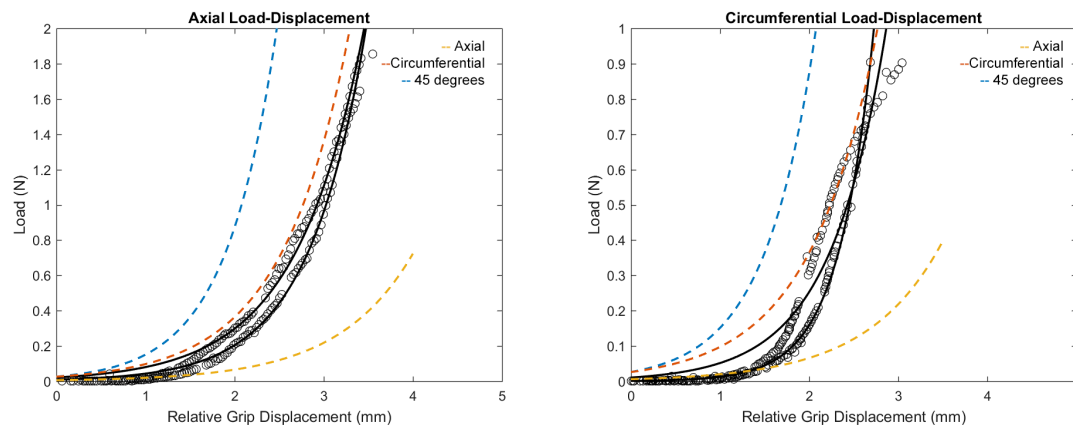 Axial Load-Displacement
2
1.8
1.6
1.4
1.2
1
0.8
0.6
0.4
0.2
0
Load (N)
Axial
Circumferential
45 degrees
0 1 2 3 4 5
Relative Grip Displacement (mm)
Circumferential Load-Displacement
1
0.9
0.8
0.7
0.6
0.5
0.4
0.3
0.2
0.1
0
Load (N)
Axial
Circumferential
45 degrees
0 1 2 3 4
Relative Grip Displacement (mm)